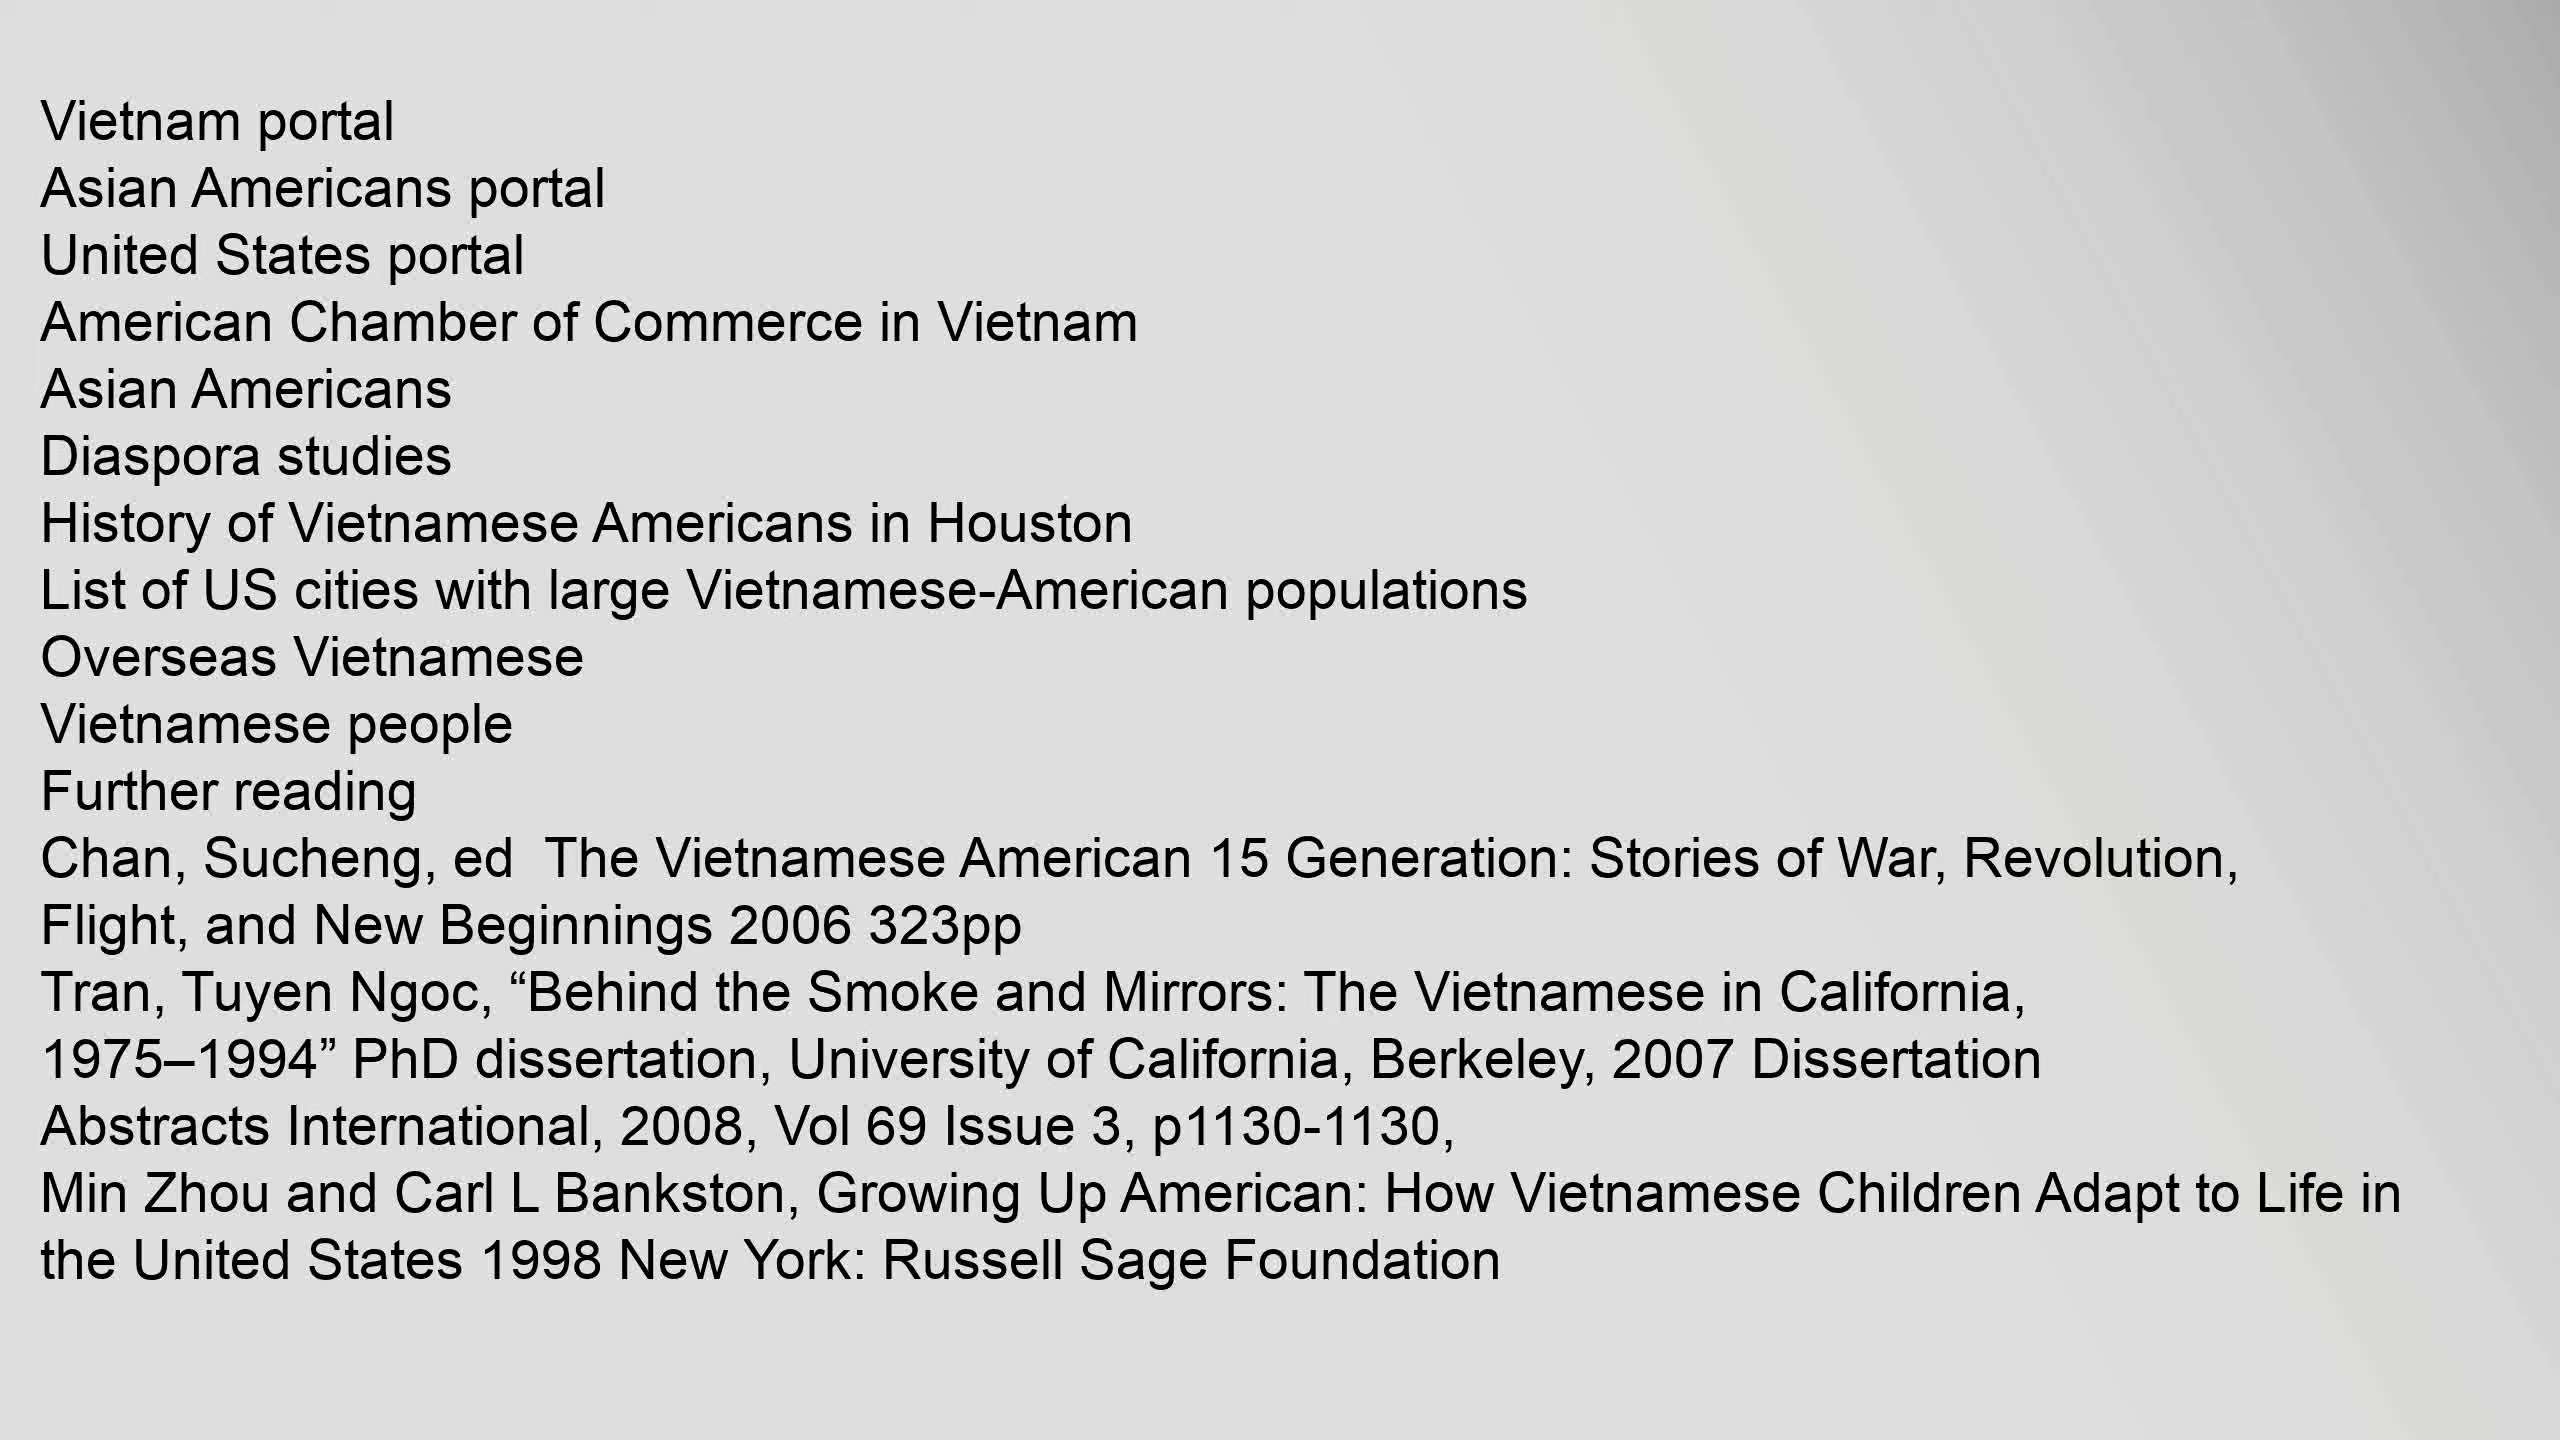 Vietnam portal
Asian Americans portal
United States portal
American Chamber of Commerce in Vietnam
Asian Americans
Diaspora studies
History of Vietnamese Americans in Houston
List of US cities with large Vietnamese-American populations
Overseas Vietnamese
Vietnamese people
Further reading
Chan, Sucheng, ed  The Vietnamese American 15 Generation: Stories of War, Revolution,
Flight, and New Beginnings 2006 323pp
Tran, Tuyen Ngoc, “Behind the Smoke and Mirrors: The Vietnamese in California,
1975–1994” PhD dissertation, University of California, Berkeley, 2007 Dissertation
Abstracts International, 2008, Vol 69 Issue 3, p1130-1130,
Min Zhou and Carl L Bankston, Growing Up American: How Vietnamese Children Adapt to Life in
the United States 1998 New York: Russell Sage Foundation